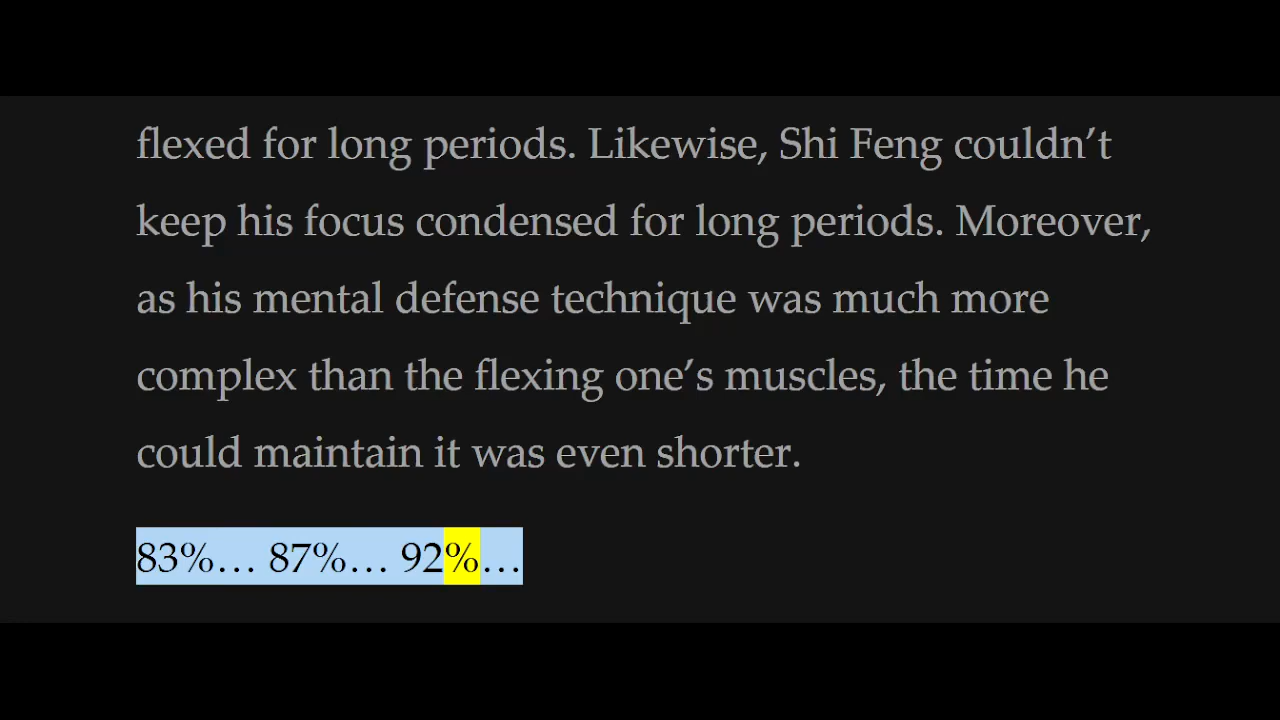 flexed for long periods. Likewise, Shi Feng couldn’t
keep his focus condensed for long periods. Moreover,
as his mental defense technique was much more
complex than the flexing one’s muscles, the time he
could maintain it was even shorter.
83%… 87%… 92%…